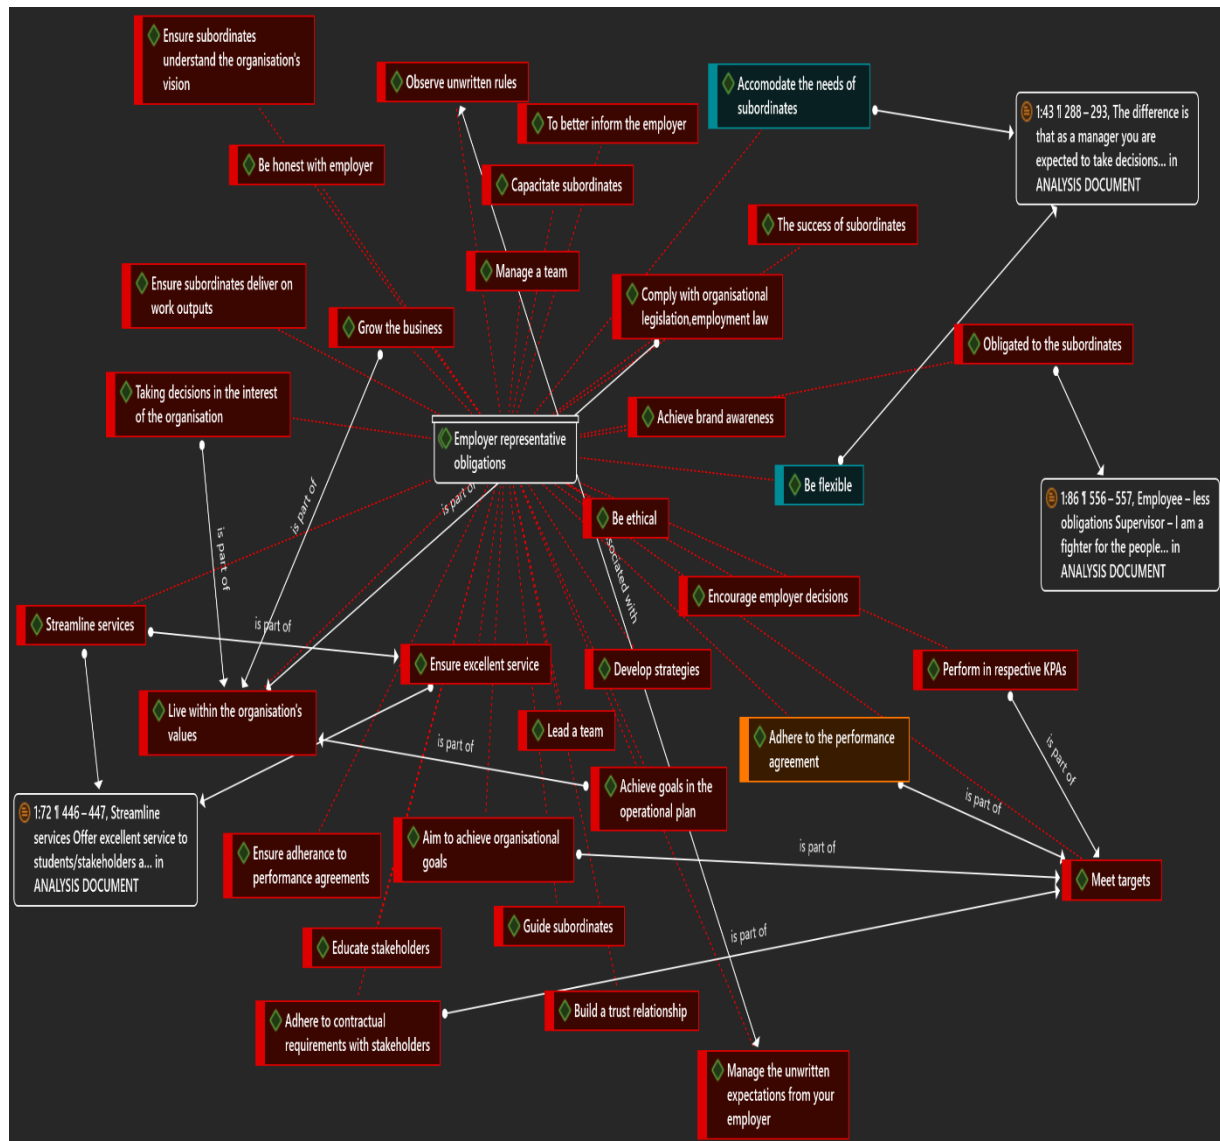 Ensure subordinates
understand the organisation's
vision
Observe unwritten rules
Accomodate the needs of
subordinates
1:43 ¶ 288 – 293, The difference is
that as a manager you are
expected to take decisions... in
ANALYSIS DOCUMENT
To better inform the employer
Be honest with employer
Capacitate subordinates
The success of subordinates
Manage a team
Ensure subordinates deliver on
work outputs
Comply with organisational
legislation,employment law
Grow the business
Obligated to the subordinates
Taking decisions in the interest
of the organisation
Achieve brand awareness
Employer representative
obligations
Be flexible
is part of
is part of
is part of
Be ethical
1:86 ¶ 556 – 557, Employee – less
obligations Supervisor – I am a
fighter for the people... in
ANALYSIS DOCUMENT
sociated with
Encourage employer decisions
Streamline services
is part of
Ensure excellent service
Develop strategies
Perform in respective KPAs
Live within the organisation's
values
Lead a team
Adhere to the performance
agreement
is part of
is part of
Achieve goals in the
operational plan
is part of
1:72 ¶ 446 – 447, Streamline
services Offer excellent service to
students/stakeholders a... in
ANALYSIS DOCUMENT
Ensure adherance to
performance agreements
Aim to achieve organisational
goals
is part of
Meet targets
Guide subordinates
is part of
Educate stakeholders
Adhere to contractual
requirements with stakeholders
Build a trust relationship
Manage the unwritten
expectations from your
employer